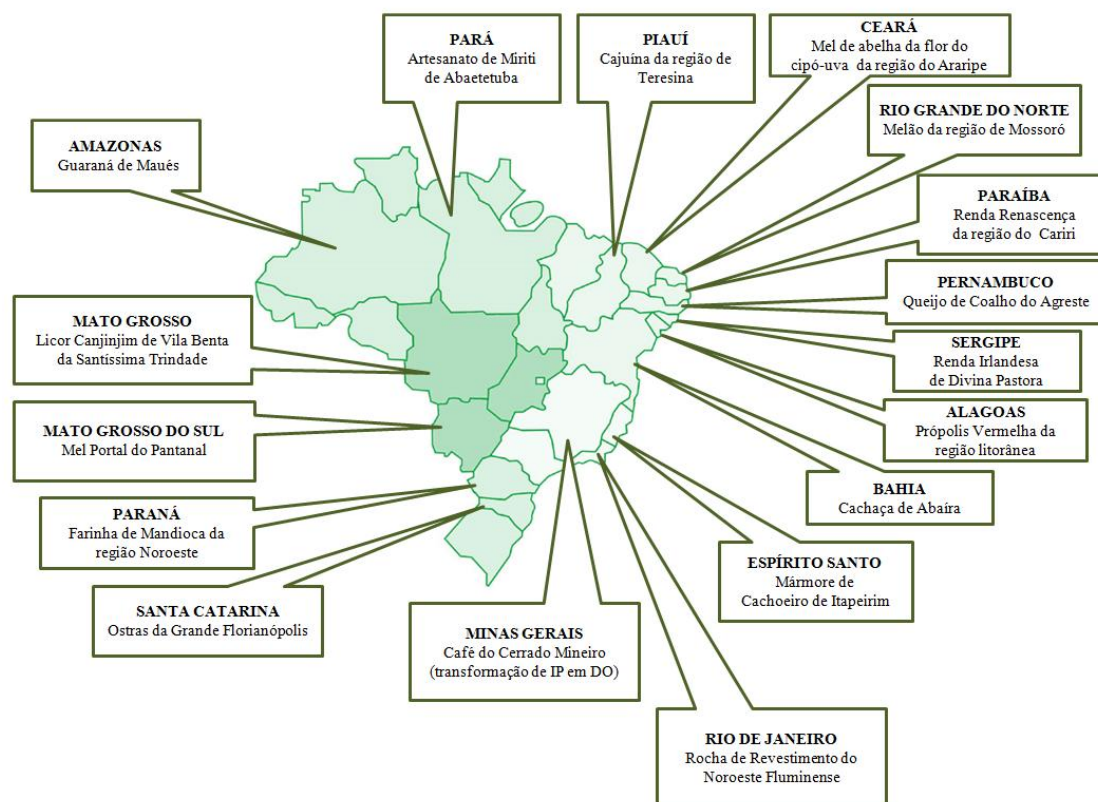 PARÁ
Artesanato de Miriti
de Abaetetuba
PIAUÍ
Cajuína da região de
Teresina
CEARÁ
Mel de abelha da flor do
cipó-uva da região do Araripe
RIO GRANDE DO NORTE
Melão da região de Mossoró
AMAZONAS
Guaraná de Maués
PARAÍBA
Renda Renascença
da região do Cariri
PERNAMBUCO
Queijo de Coalho do Agreste
MATO GROSSO
Licor Canjinjim de Vila Benta
da Santíssima Trindade
SERGIPE
Renda Irlandesa
de Divina Pastora
MATO GROSSO DO SUL
Mel Portal do Pantanal
ALAGOAS
Própolis Vermelha da
região litorânea
BAHIA
Cachaça de Abaíra
PARANÁ
Farinha de Mandioca da
região Noroeste
ESPÍRITO SANTO
Mármore de
Cachoeiro de Itapeirim
SANTA CATARINA
Ostras da Grande Florianópolis
MINAS GERAIS
Café do Cerrado Mineiro
(transformação de IP em DO)
RIO DE JANEIRO
Rocha de Revestimento do
Noroeste Fluminense